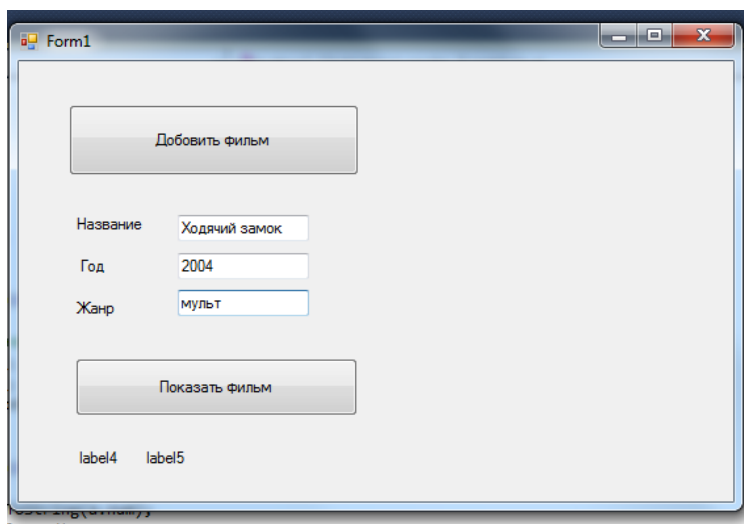 Form1
Добовить фильм
Название Ходячий замок
Год 2004
Жанр мульт
Показать фильм
label4 label5